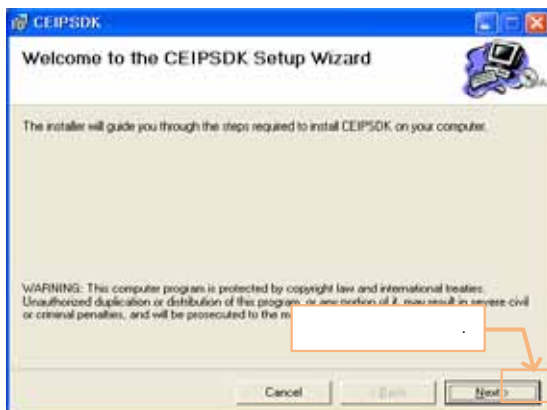 CEIPSDK
Welcome to the CEIPSDK Setup Wizard
The installer will guide you through the steps required to install CEIPSDK on your computer.
WARNING: This computer program is protected by copyright law and international treaties.
Unauthorized duplication or distribution of this program, or any portion of it, may result in severe civil
or criminal penalties, and will be prosecuted to the
.
Cancel
< Back
Next >